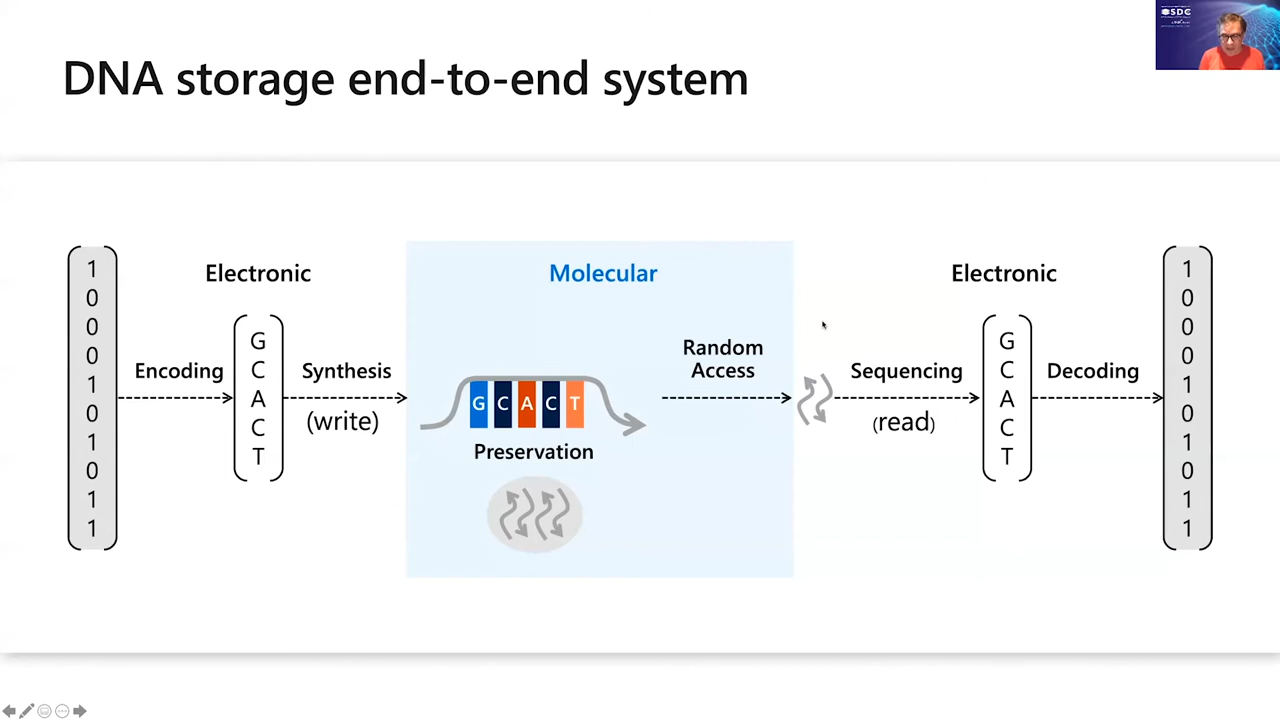 SDC
DNA storage end-to-end system
1
0
0
0
1
0
1
0
1
1
Electronic
Encoding
G
C
A
C
T
Synthesis
(write)
Molecular
G C A C T
Preservation
Random
Access
Electronic
Sequencing
(read)
G
C
A
C
T
Decoding
1
0
0
0
1
0
1
0
1
1